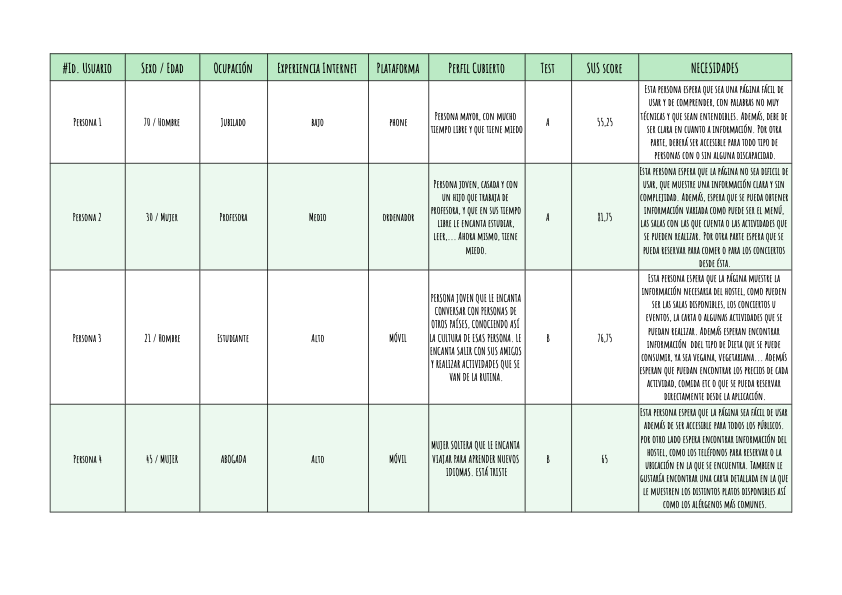 #Id. Usuario Sexo / Edad Ocupación Experiencia Internet Plataforma Perfil Cubierto Test SUS score NECESIDADES
Persona 1 70 / Hombre Jubilado bajo phone
Persona mayor, con mucho
tiempo libre y que tiene miedo
A 55,25
Esta persona espera que sea una página fácil de
usar y de comprender, con palabras no muy
técnicas y que sean entendibles. Además, debe de
ser clara en cuanto a información. Por otra
parte, deberá ser accesible para todo tipo de
personas con o sin alguna discapacidad.
Persona 2 30 / Mujer Profesora Medio ordenador
Persona joven, casada y con
un hijo que trabaja de
profesora, y que en sus tiempo
libre le encanta estudiar,
leer,... Ahora mismo, tiene
miedo.
A 81,75
Esta persona espera que la página no sea dificil de
usar, que muestre una información clara y sin
complejidad. Además, espera que se pueda obtener
información variada como puede ser el menú,
las salas con las que cuenta o las actividades que
se pueden realizar. Por otra parte espera que se
pueda reservar para comer o para los conciertos
desde ésta.
Persona 3 21 / Hombre Estudiante Alto MÓVIL
PERSONA JOVEN QUE LE ENCANTA
CONVERSAR CON PERSONAS DE
OTROS PAÍSES, CONOCIENDO ASÍ
LA CULTURA DE ESAS PERSONA. LE
ENCANTA SALIR CON SUS AMIGOS
Y REALIZAR ACTIVIDADES QUE SE
VAN DE LA RUTINA.
B 76,75
Esta persona espera que la página muestre la
información necesaria del hostel, como pueden
ser las salas disponibles, los conciertos u
eventos, la carta o algunas actividades que se
puedan realizar. Además esperan encontrar
información ddel tipo de Dieta que se puede
consumir, ya sea vegana, vegetariana... Además
esperan que puedan encontrar los precios de cada
actividad, comida etc o que se pueda reservar
directamente desde la aplicación.
Persona 4 45 / MUJER ABOGADA Alto MÓVIL
MUJER SOLTERA QUE LE ENCANTA
VIAJAR PARA APRENDER NUEVOS
IDIOMAS. ESTÁ TRISTE
B 65
Esta persona espera que la página sea fácil de usar
además de ser accesible para todos los públicos.
por otro lado espera encontrar información del
hostel, como los teléfonos para reservar o la
ubicación en la que se encuentra. Tambien le
gustaría encontrar una carta detallada en la que
le muestren los distintos platos disponibles así
como los alérgenos más comunes.